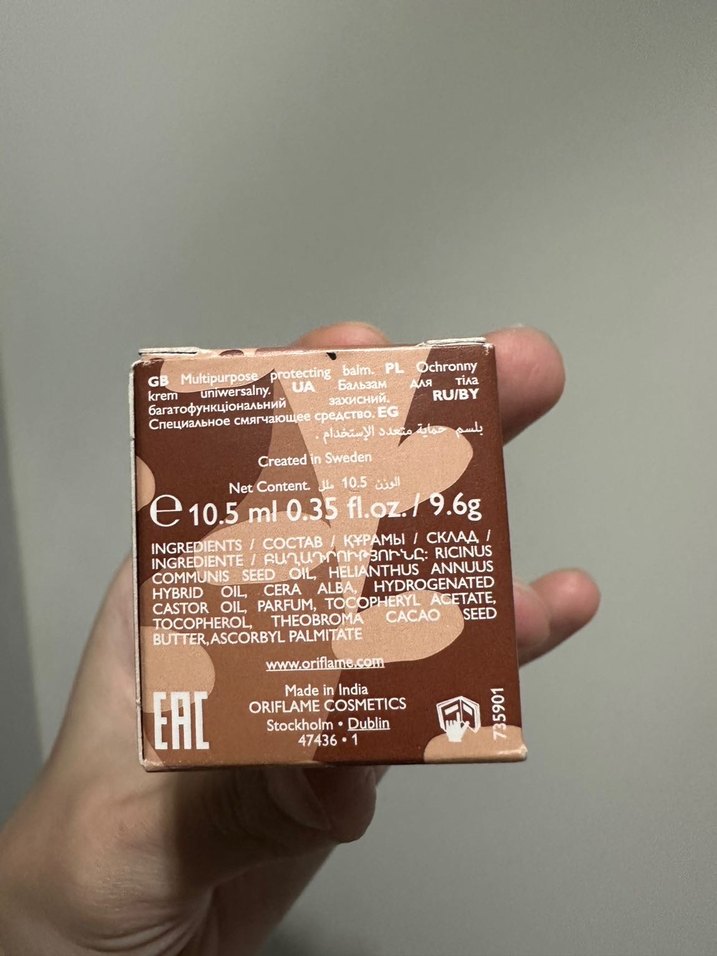 GB Multipurpose protecting balm. PL Ochronny
krem uniwersalny. UA Бальзам для тіла
багатофункціональний захисний. RU/BY
Специальное смягчающее средство. EG
بلسم حماية متعدد الإستخدام .
Created in Sweden
Net Content. الوزن 10.5 ملل
℮ 10.5 ml 0.35 fl.oz. / 9.6g
INGREDIENTS / СОСТАВ / ҚҰРАМЫ / СКЛАД /
INGREDIENTE / ԲԱՂԱԴՐՈՒԹՅՈՒՆԸ: RICINUS
COMMUNIS SEED OIL, HELIANTHUS ANNUUS
HYBRID OIL, CERA ALBA, HYDROGENATED
CASTOR OIL, PARFUM, TOCOPHERYL ACETATE,
TOCOPHEROL, THEOBROMA CACAO SEED
BUTTER,ASCORBYL PALMITATE
www.oriflame.com
Made in India
ORIFLAME COSMETICS
Stockholm • Dublin
47436 • 1
EAC
735901